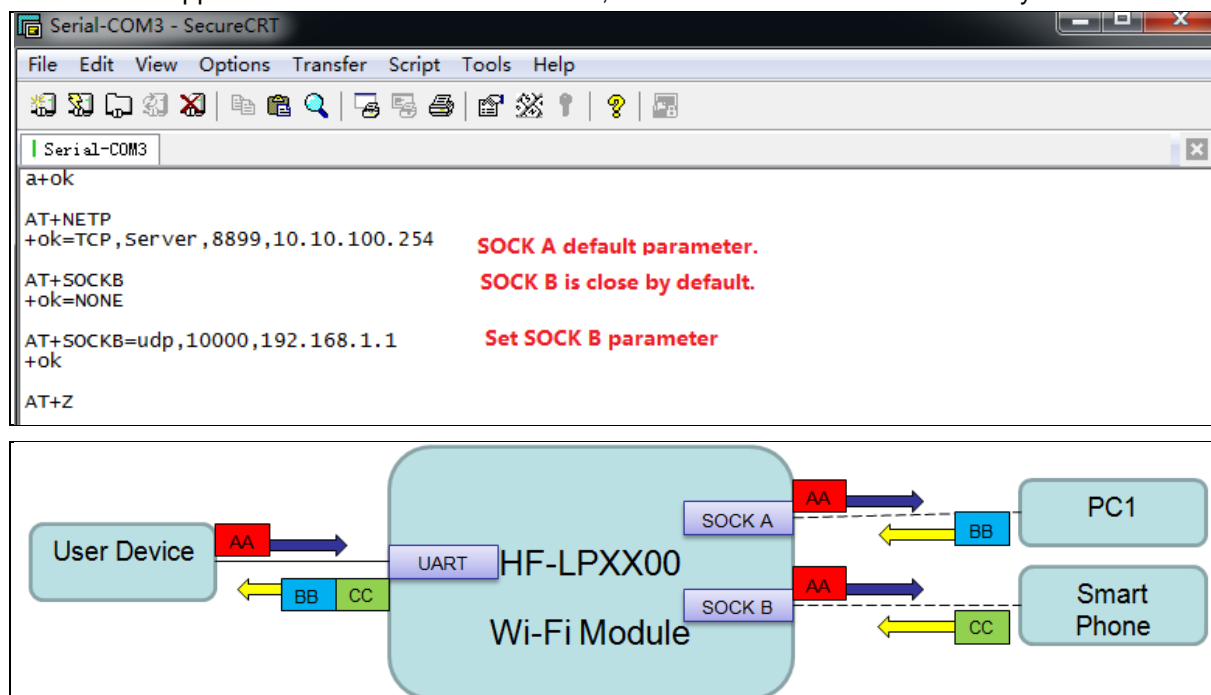 Serial-COM3 - SecureCRT
File Edit View Options Transfer Script Tools Help
Serial-COM3
a+ok
AT+NETP
+ok=TCP,Server,8899,10.10.100.254
SOCK A default parameter.
AT+SOCKB
SOCK B is close by default.
+ok=NONE
AT+SOCKB=udp,10000,192.168.1.1
Set SOCK B parameter
+ok
AT+Z
User Device
AA
BB CC
UART
HF-LPXX00
Wi-Fi Module
SOCK A
AA
BB
PC1
SOCK B
AA
CC
Smart
Phone